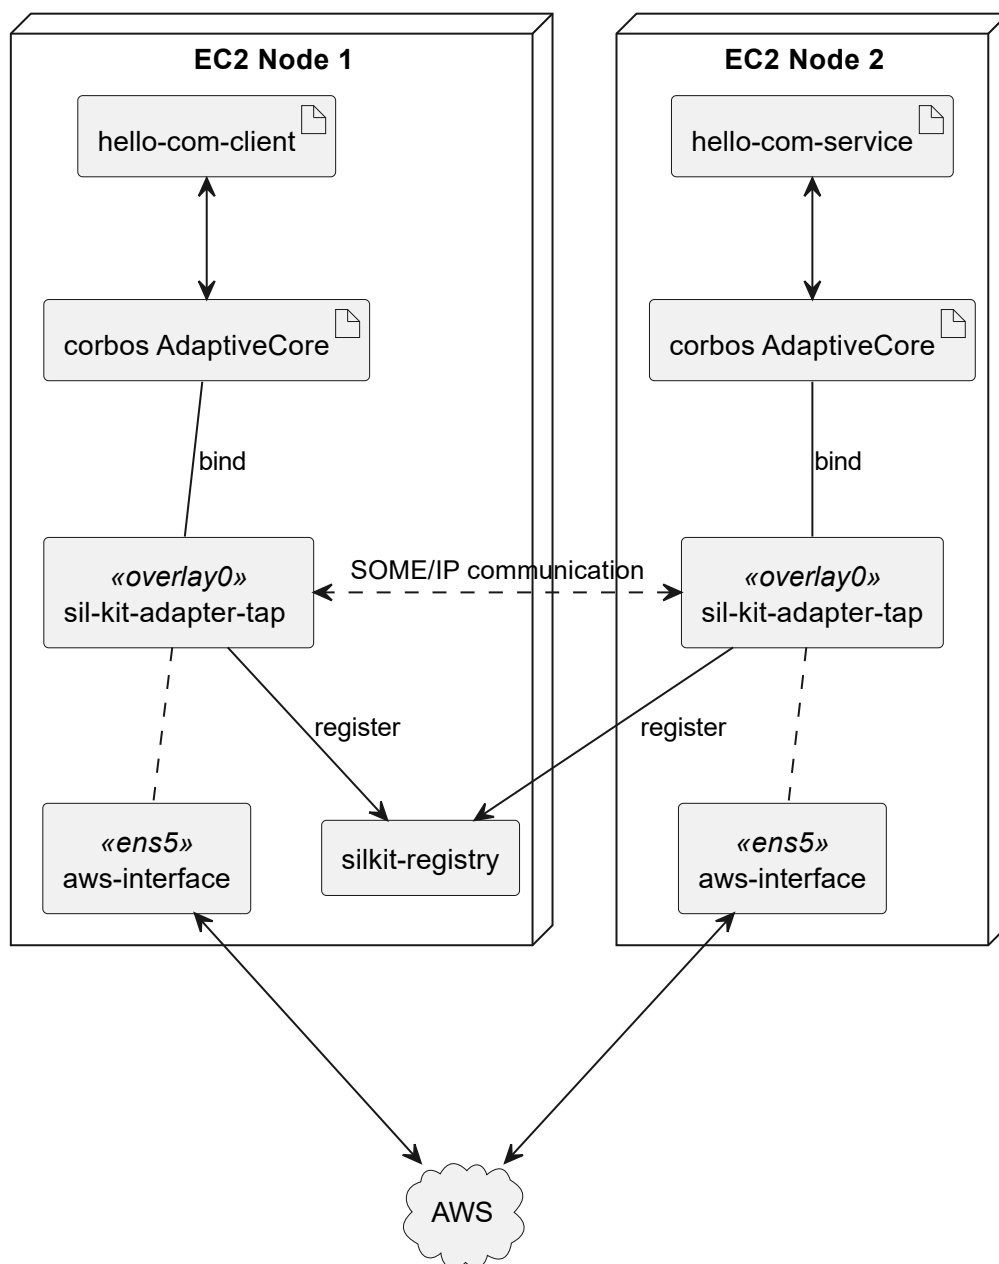 EC2 Node 1
hello-com-client
corbos AdaptiveCore
bind
«overlay0»
sil-kit-adapter-tap
SOME/IP communication
register
«ens5»
aws-interface
silkit-registry
EC2 Node 2
hello-com-service
corbos AdaptiveCore
bind
«overlay0»
sil-kit-adapter-tap
register
«ens5»
aws-interface
AWS